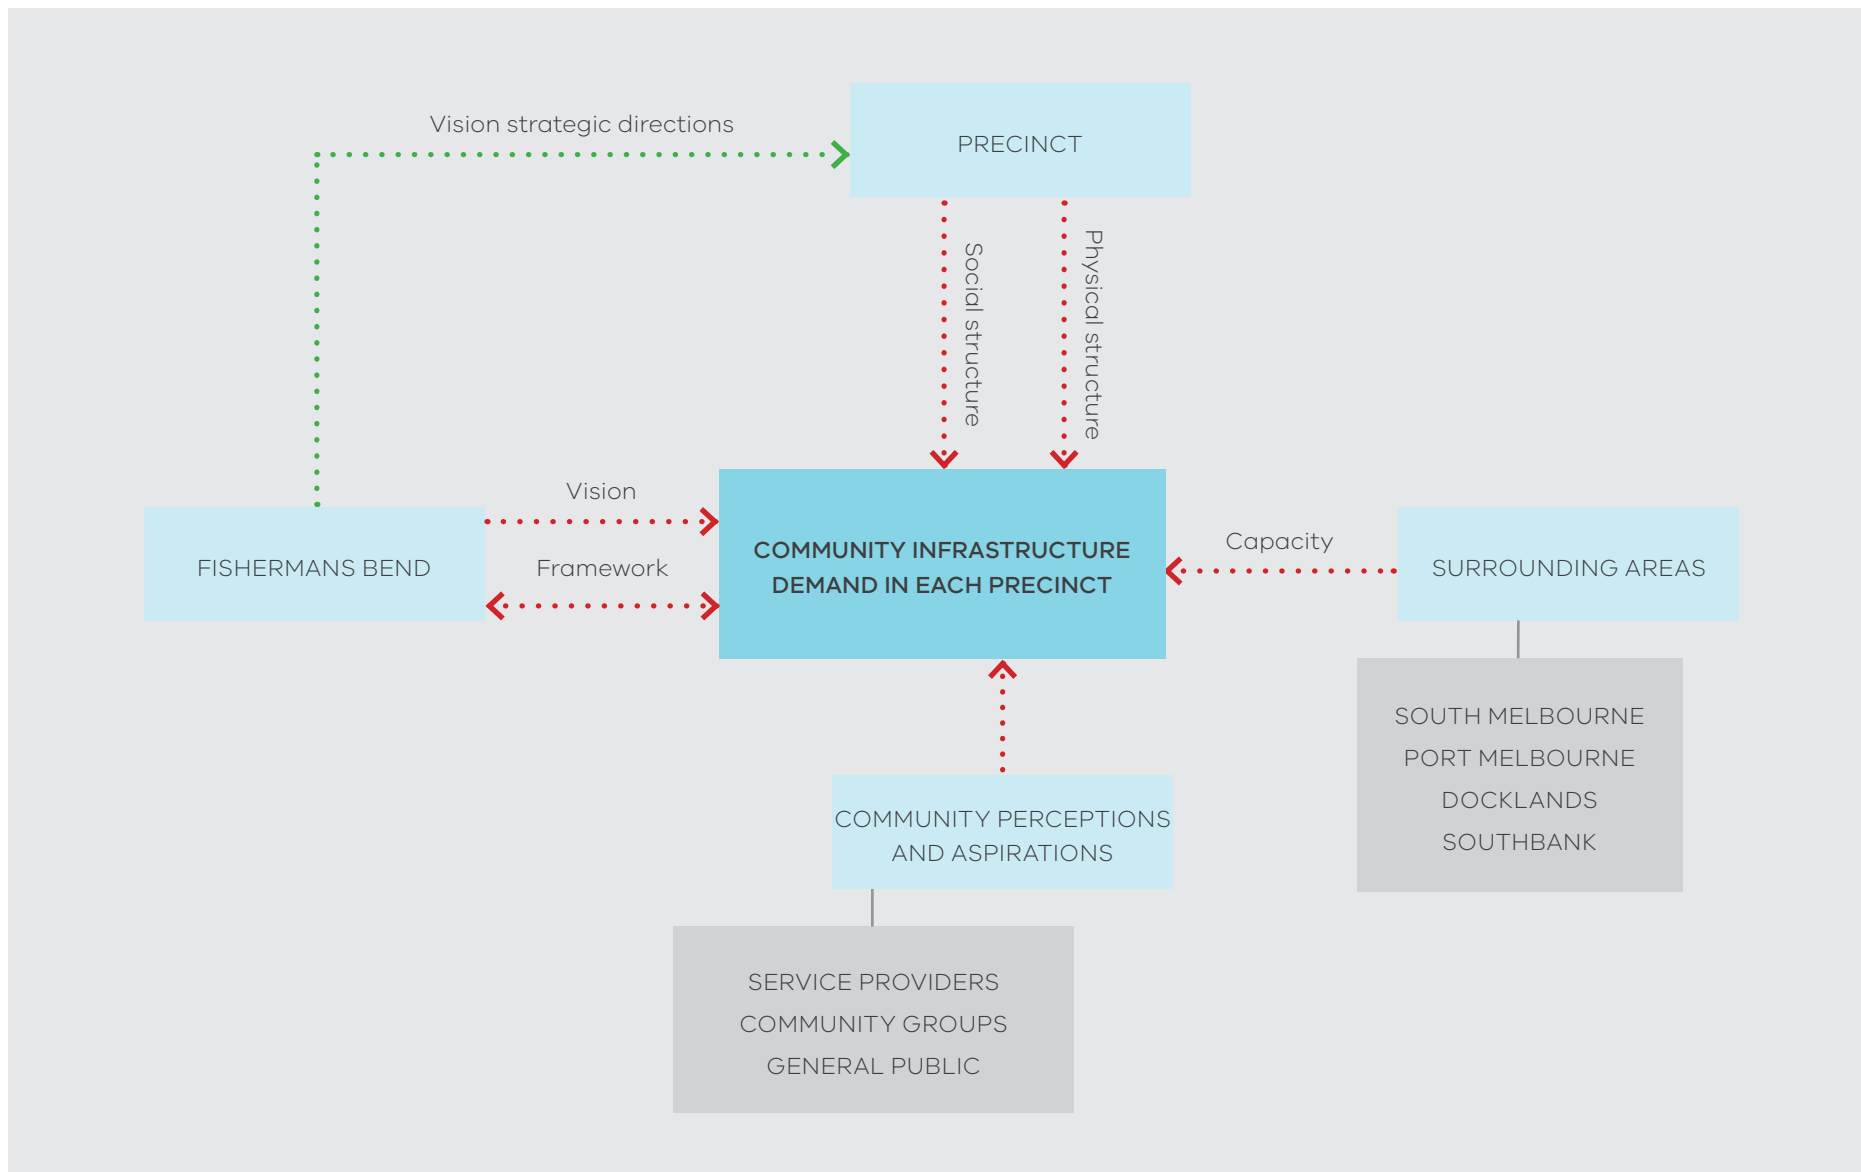 Vision strategic directions
PRECINCT
Social structure
Physical structure
Vision
FISHERMANS BEND
Framework
COMMUNITY INFRASTRUCTURE
DEMAND IN EACH PRECINCT
Capacity
SURROUNDING AREAS
SOUTH MELBOURNE
PORT MELBOURNE
DOCKLANDS
SOUTHBANK
COMMUNITY PERCEPTIONS
AND ASPIRATIONS
SERVICE PROVIDERS
COMMUNITY GROUPS
GENERAL PUBLIC